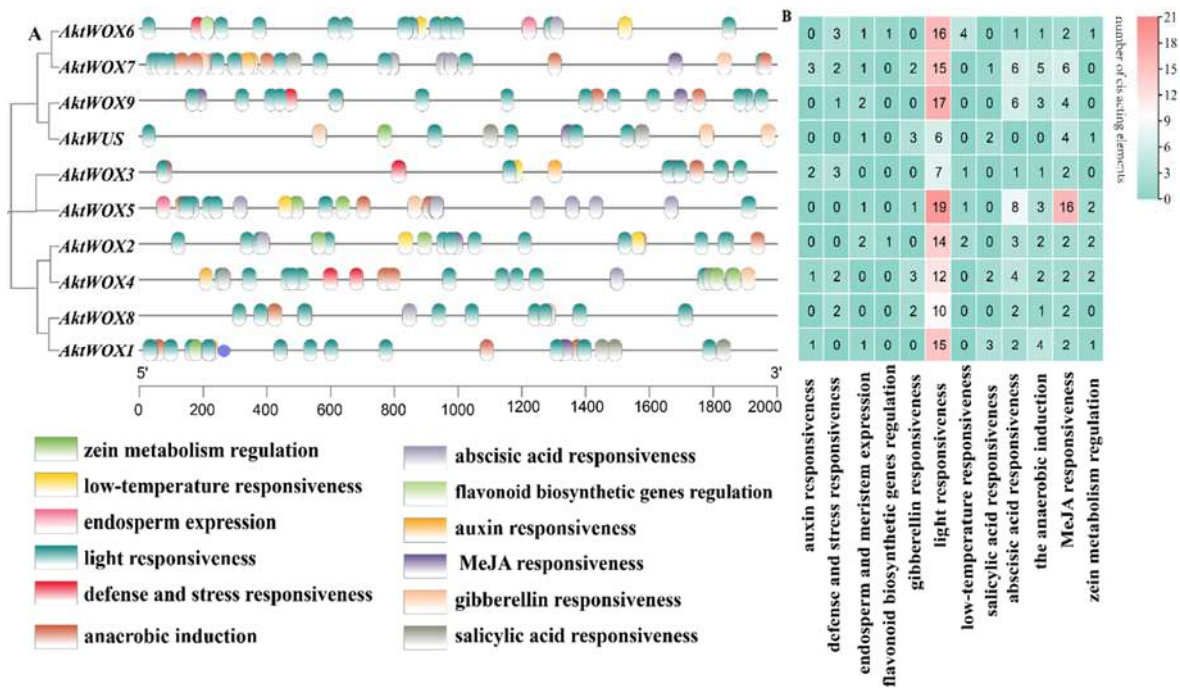 A
AktWOX6
AktWOX7
AktWOX9
AktWUS
AktWOX3
AktWOX5
AktWOX2
AktWOX4
AktWOX8
AktWOX1
5' 3'
0 200 400 600 800 1000 1200 1400 1600 1800 2000
zein metabolism regulation
low-temperature responsiveness
endosperm expression
light responsiveness
defense and stress responsiveness
anaerobic induction
abscisic acid responsiveness
flavonoid biosynthetic genes regulation
auxin responsiveness
MeJA responsiveness
gibberellin responsiveness
salicylic acid responsiveness
B
0 3 1 1 0 16 4 0 1 1 2 1
3 2 1 0 2 15 0 1 6 5 6 0
0 1 2 0 0 17 0 0 6 3 4 0
0 0 1 0 3 6 0 2 0 0 4 1
2 3 0 0 0 7 1 0 1 1 2 0
0 0 1 0 1 19 1 0 8 3 16 2
0 0 2 1 0 14 2 0 3 2 2 2
1 2 0 0 3 12 0 2 4 2 2 2
0 2 0 0 2 10 0 0 2 1 2 0
1 0 1 0 0 15 0 3 2 4 2 1
auxin responsiveness
defense and stress responsiveness
endosperm and meristem expression
flavonoid biosynthetic genes regulation
gibberellin responsiveness
light responsiveness
low-temperature responsiveness
salicylic acid responsiveness
abscisic acid responsiveness
the anaerobic induction
MeJA responsiveness
zein metabolism regulation
number of cis acting elements
21
18
15
12
9
6
3
0